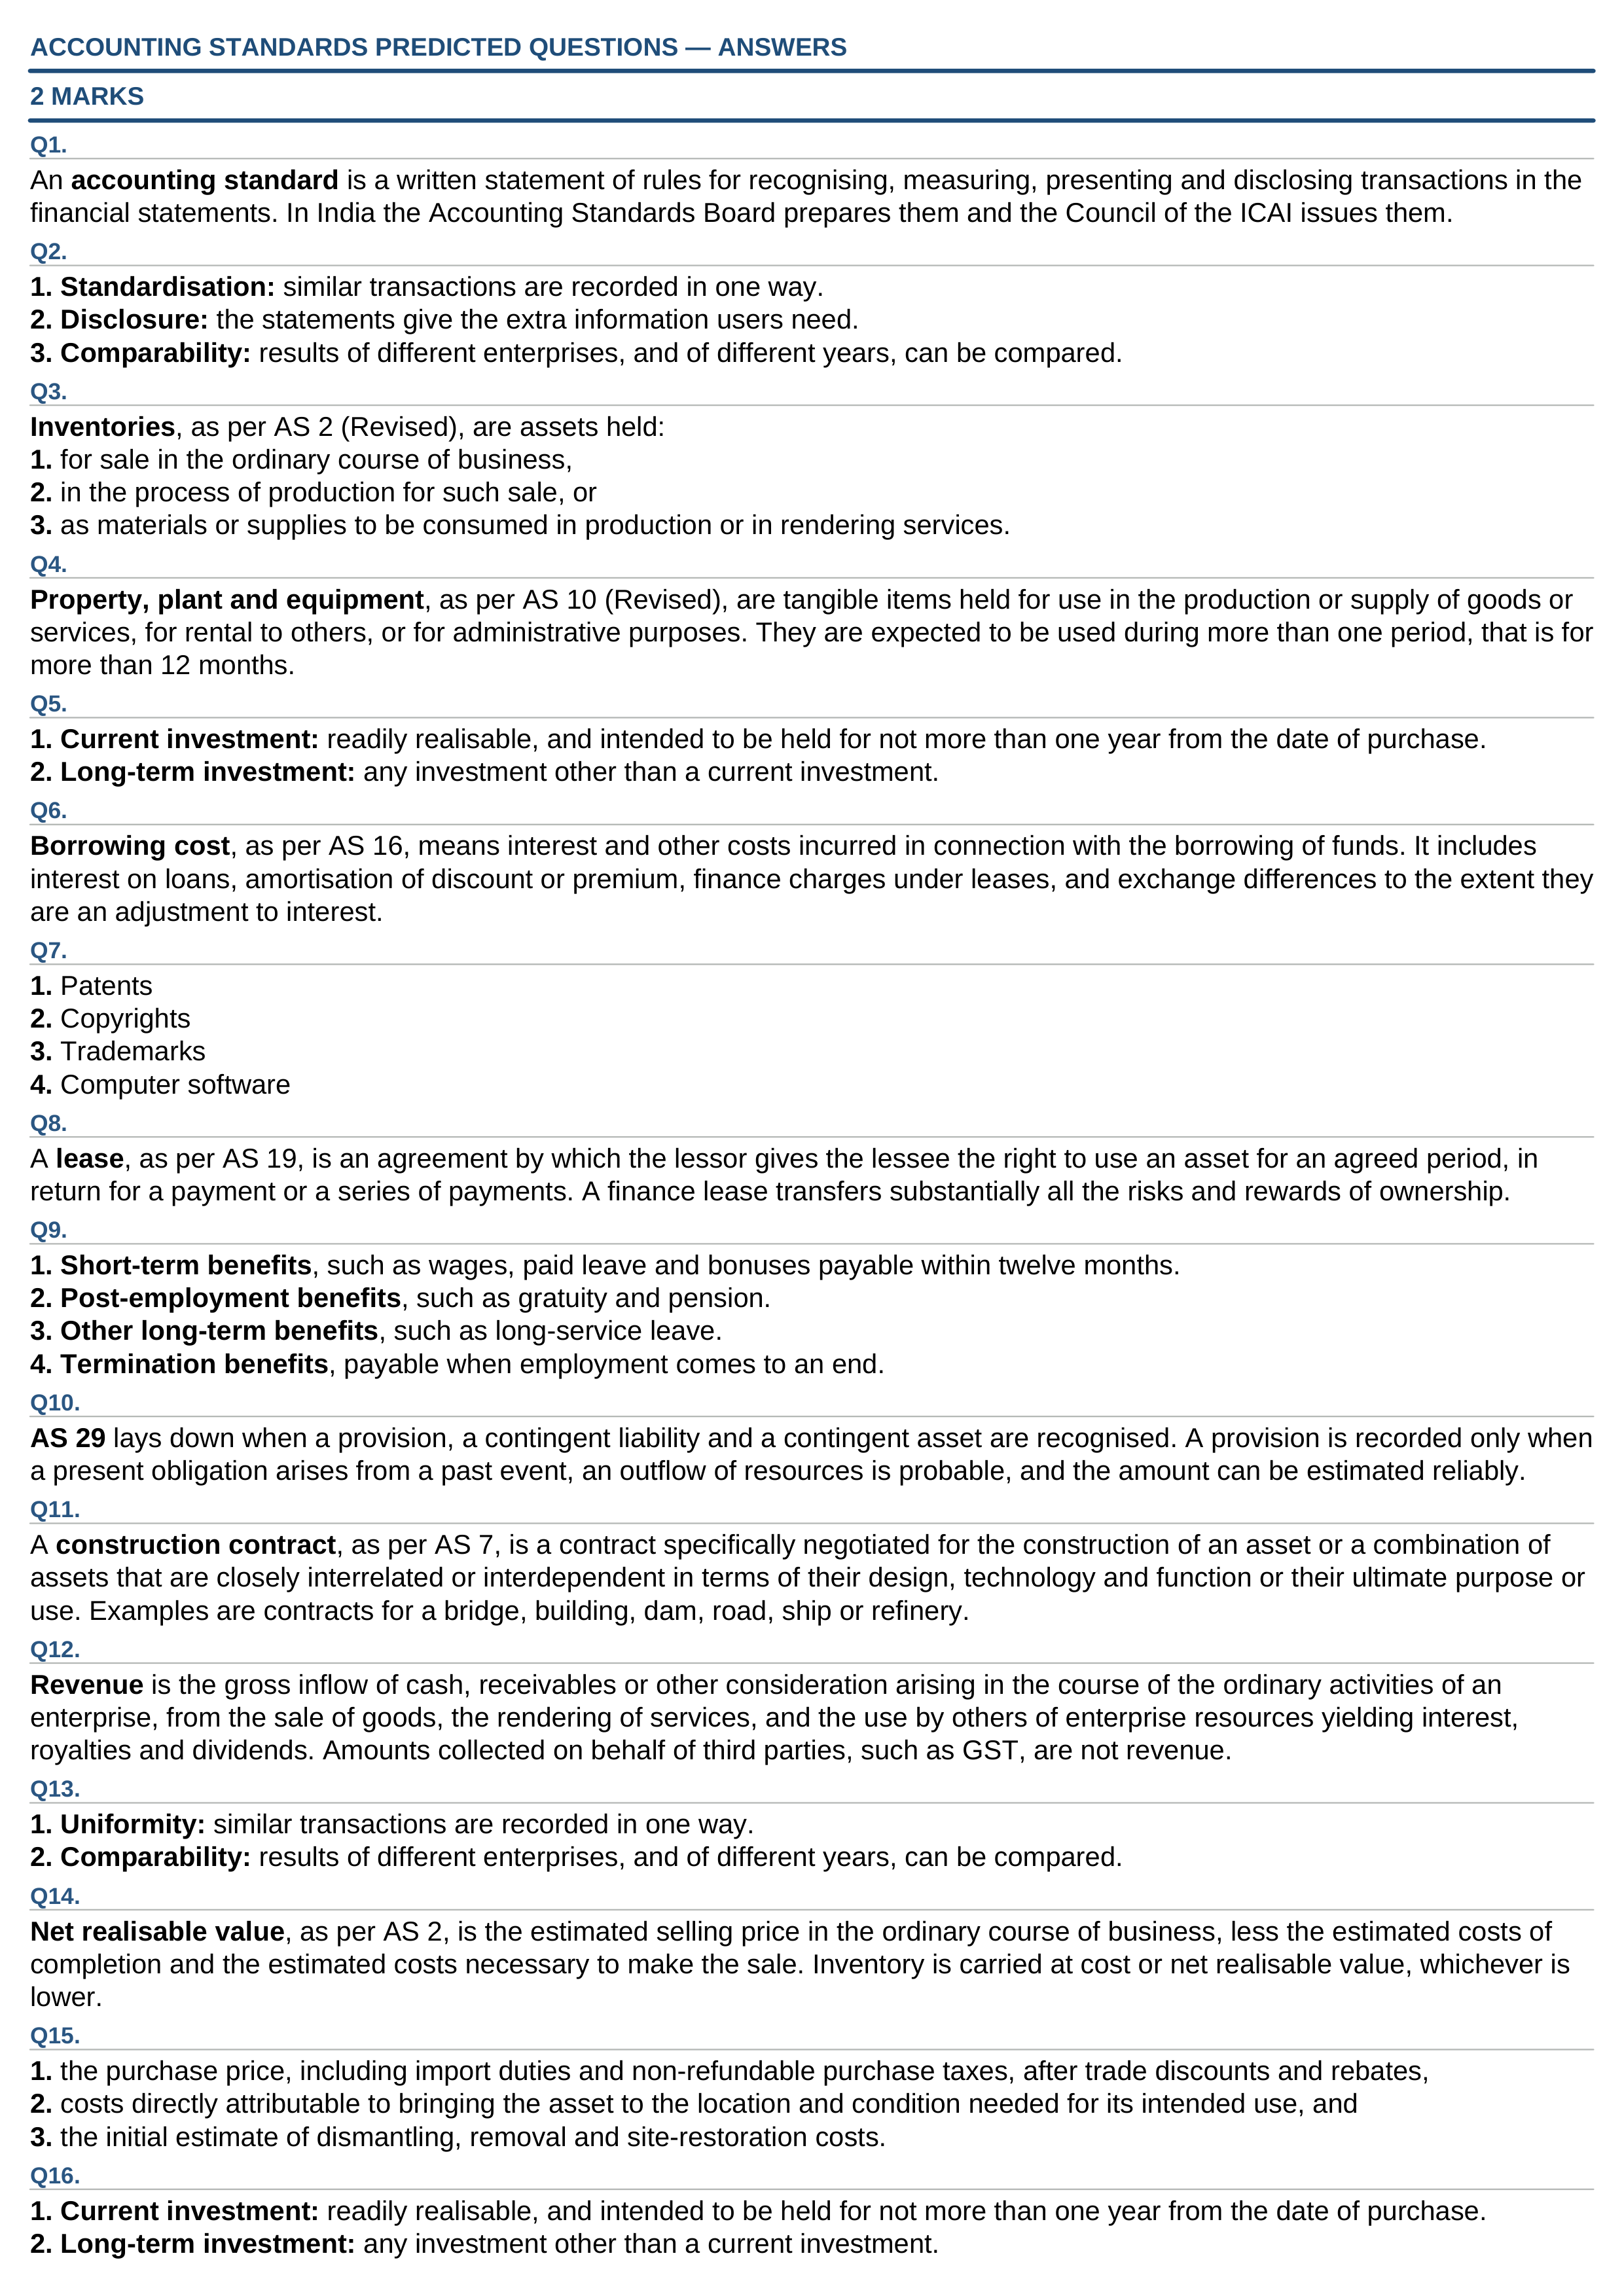 ACCOUNTING STANDARDS PREDICTED QUESTIONS — ANSWERS
2 MARKS
Q1.
An accounting standard is a written statement of rules for recognising, measuring, presenting and disclosing transactions in the
financial statements. In India the Accounting Standards Board prepares them and the Council of the ICAI issues them.
Q2.
1. Standardisation: similar transactions are recorded in one way.
2. Disclosure: the statements give the extra information users need.
3. Comparability: results of different enterprises, and of different years, can be compared.
Q3.
Inventories, as per AS 2 (Revised), are assets held:
1. for sale in the ordinary course of business,
2. in the process of production for such sale, or
3. as materials or supplies to be consumed in production or in rendering services.
Q4.
Property, plant and equipment, as per AS 10 (Revised), are tangible items held for use in the production or supply of goods or
services, for rental to others, or for administrative purposes. They are expected to be used during more than one period, that is for
more than 12 months.
Q5.
1. Current investment: readily realisable, and intended to be held for not more than one year from the date of purchase.
2. Long-term investment: any investment other than a current investment.
Q6.
Borrowing cost, as per AS 16, means interest and other costs incurred in connection with the borrowing of funds. It includes
interest on loans, amortisation of discount or premium, finance charges under leases, and exchange differences to the extent they
are an adjustment to interest.
Q7.
1. Patents
2. Copyrights
3. Trademarks
4. Computer software
Q8.
A lease, as per AS 19, is an agreement by which the lessor gives the lessee the right to use an asset for an agreed period, in
return for a payment or a series of payments. A finance lease transfers substantially all the risks and rewards of ownership.
Q9.
1. Short-term benefits, such as wages, paid leave and bonuses payable within twelve months.
2. Post-employment benefits, such as gratuity and pension.
3. Other long-term benefits, such as long-service leave.
4. Termination benefits, payable when employment comes to an end.
Q10.
AS 29 lays down when a provision, a contingent liability and a contingent asset are recognised. A provision is recorded only when
a present obligation arises from a past event, an outflow of resources is probable, and the amount can be estimated reliably.
Q11.
A construction contract, as per AS 7, is a contract specifically negotiated for the construction of an asset or a combination of
assets that are closely interrelated or interdependent in terms of their design, technology and function or their ultimate purpose or
use. Examples are contracts for a bridge, building, dam, road, ship or refinery.
Q12.
Revenue is the gross inflow of cash, receivables or other consideration arising in the course of the ordinary activities of an
enterprise, from the sale of goods, the rendering of services, and the use by others of enterprise resources yielding interest,
royalties and dividends. Amounts collected on behalf of third parties, such as GST, are not revenue.
Q13.
1. Uniformity: similar transactions are recorded in one way.
2. Comparability: results of different enterprises, and of different years, can be compared.
Q14.
Net realisable value, as per AS 2, is the estimated selling price in the ordinary course of business, less the estimated costs of
completion and the estimated costs necessary to make the sale. Inventory is carried at cost or net realisable value, whichever is
lower.
Q15.
1. the purchase price, including import duties and non-refundable purchase taxes, after trade discounts and rebates,
2. costs directly attributable to bringing the asset to the location and condition needed for its intended use, and
3. the initial estimate of dismantling, removal and site-restoration costs.
Q16.
1. Current investment: readily realisable, and intended to be held for not more than one year from the date of purchase.
2. Long-term investment: any investment other than a current investment.